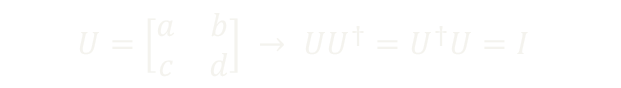 U = [a b
c d] → UU† = U†U = I